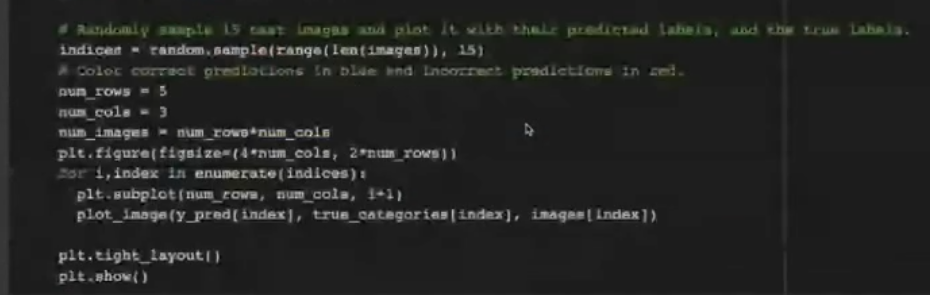 # Randomly sample 15 test images and plot it with their predicted labels, and the true labels.
indices = random.sample(range(len(images)), 15)
# Color correct predictions in blue and incorrect predictions in red.
num_rows = 5
num_cols = 3
num_images = num_rows*num_cols
plt.figure(figsize=(4*num_cols, 2*num_rows))
for i,index in enumerate(indices):
  plt.subplot(num_rows, num_cols, i+1)
  plot_image(y_pred[index], true_categories[index], images[index])
plt.tight_layout()
plt.show()